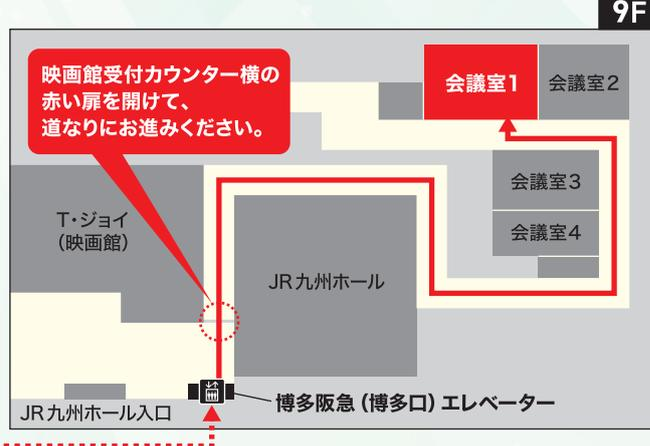 9F
映画館受付カウンター横の
赤い扉を開けて、
道なりにお進みください。
会議室1
会議室2
会議室3
会議室4
T・ジョイ
（映画館）
JR九州ホール
博多阪急（博多口）エレベーター
JR九州ホール入口